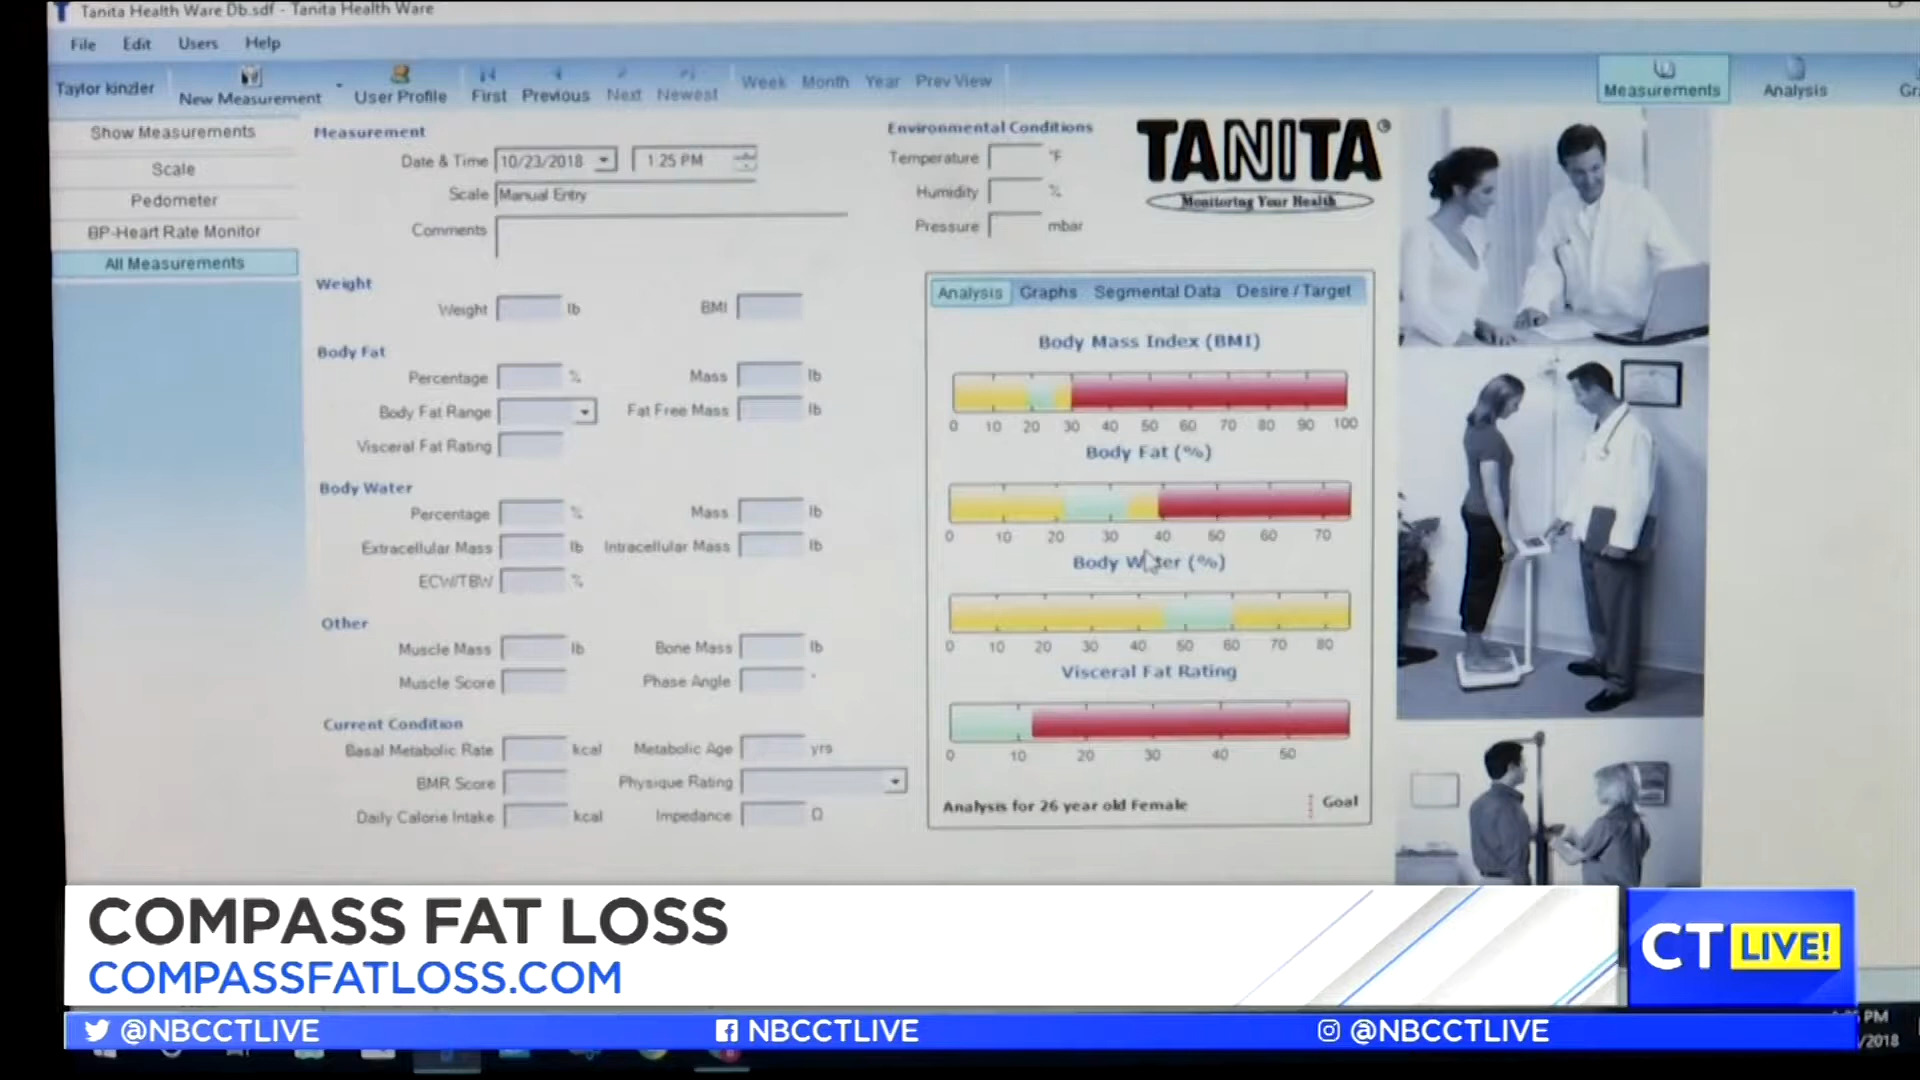 Tanita Health Ware Db.sdf - Tanita Health Ware
File Edit Users Help
Taylor kinzler New Measurement User Profile First Previous Next Newest Week Month Year Prev View Measurements Analysis
Show Measurements
Scale
Pedometer
BP-Heart Rate Monitor
All Measurements
Measurement
Date & Time 10/23/2018 1:25 PM
Scale Manual Entry
Comments
Environmental Conditions
Temperature °F
Humidity %
Pressure mbar
TANITA®
Monitoring Your Health
Weight
Weight lb BMI
Body Fat
Percentage % Mass lb
Body Fat Range Fat Free Mass lb
Visceral Fat Rating
Body Water
Percentage % Mass lb
Extracellular Mass lb Intracellular Mass lb
ECW/TBW %
Other
Muscle Mass lb Bone Mass lb
Muscle Score Phase Angle °
Current Condition
Basal Metabolic Rate kcal Metabolic Age yrs
BMR Score Physique Rating
Daily Calorie Intake kcal Impedance Ω
Analysis Graphs Segmental Data Desire / Target
Body Mass Index (BMI)
0 10 20 30 40 50 60 70 80 90 100
Body Fat (%)
0 10 20 30 40 50 60 70
Body Water (%)
0 10 20 30 40 50 60 70 80
Visceral Fat Rating
0 10 20 30 40 50
Analysis for 26 year old Female Goal
COMPASS FAT LOSS
COMPASSFATLOSS.COM
CT LIVE!
@NBCCTLIVE NBCCTLIVE @NBCCTLIVE
PM
/2018